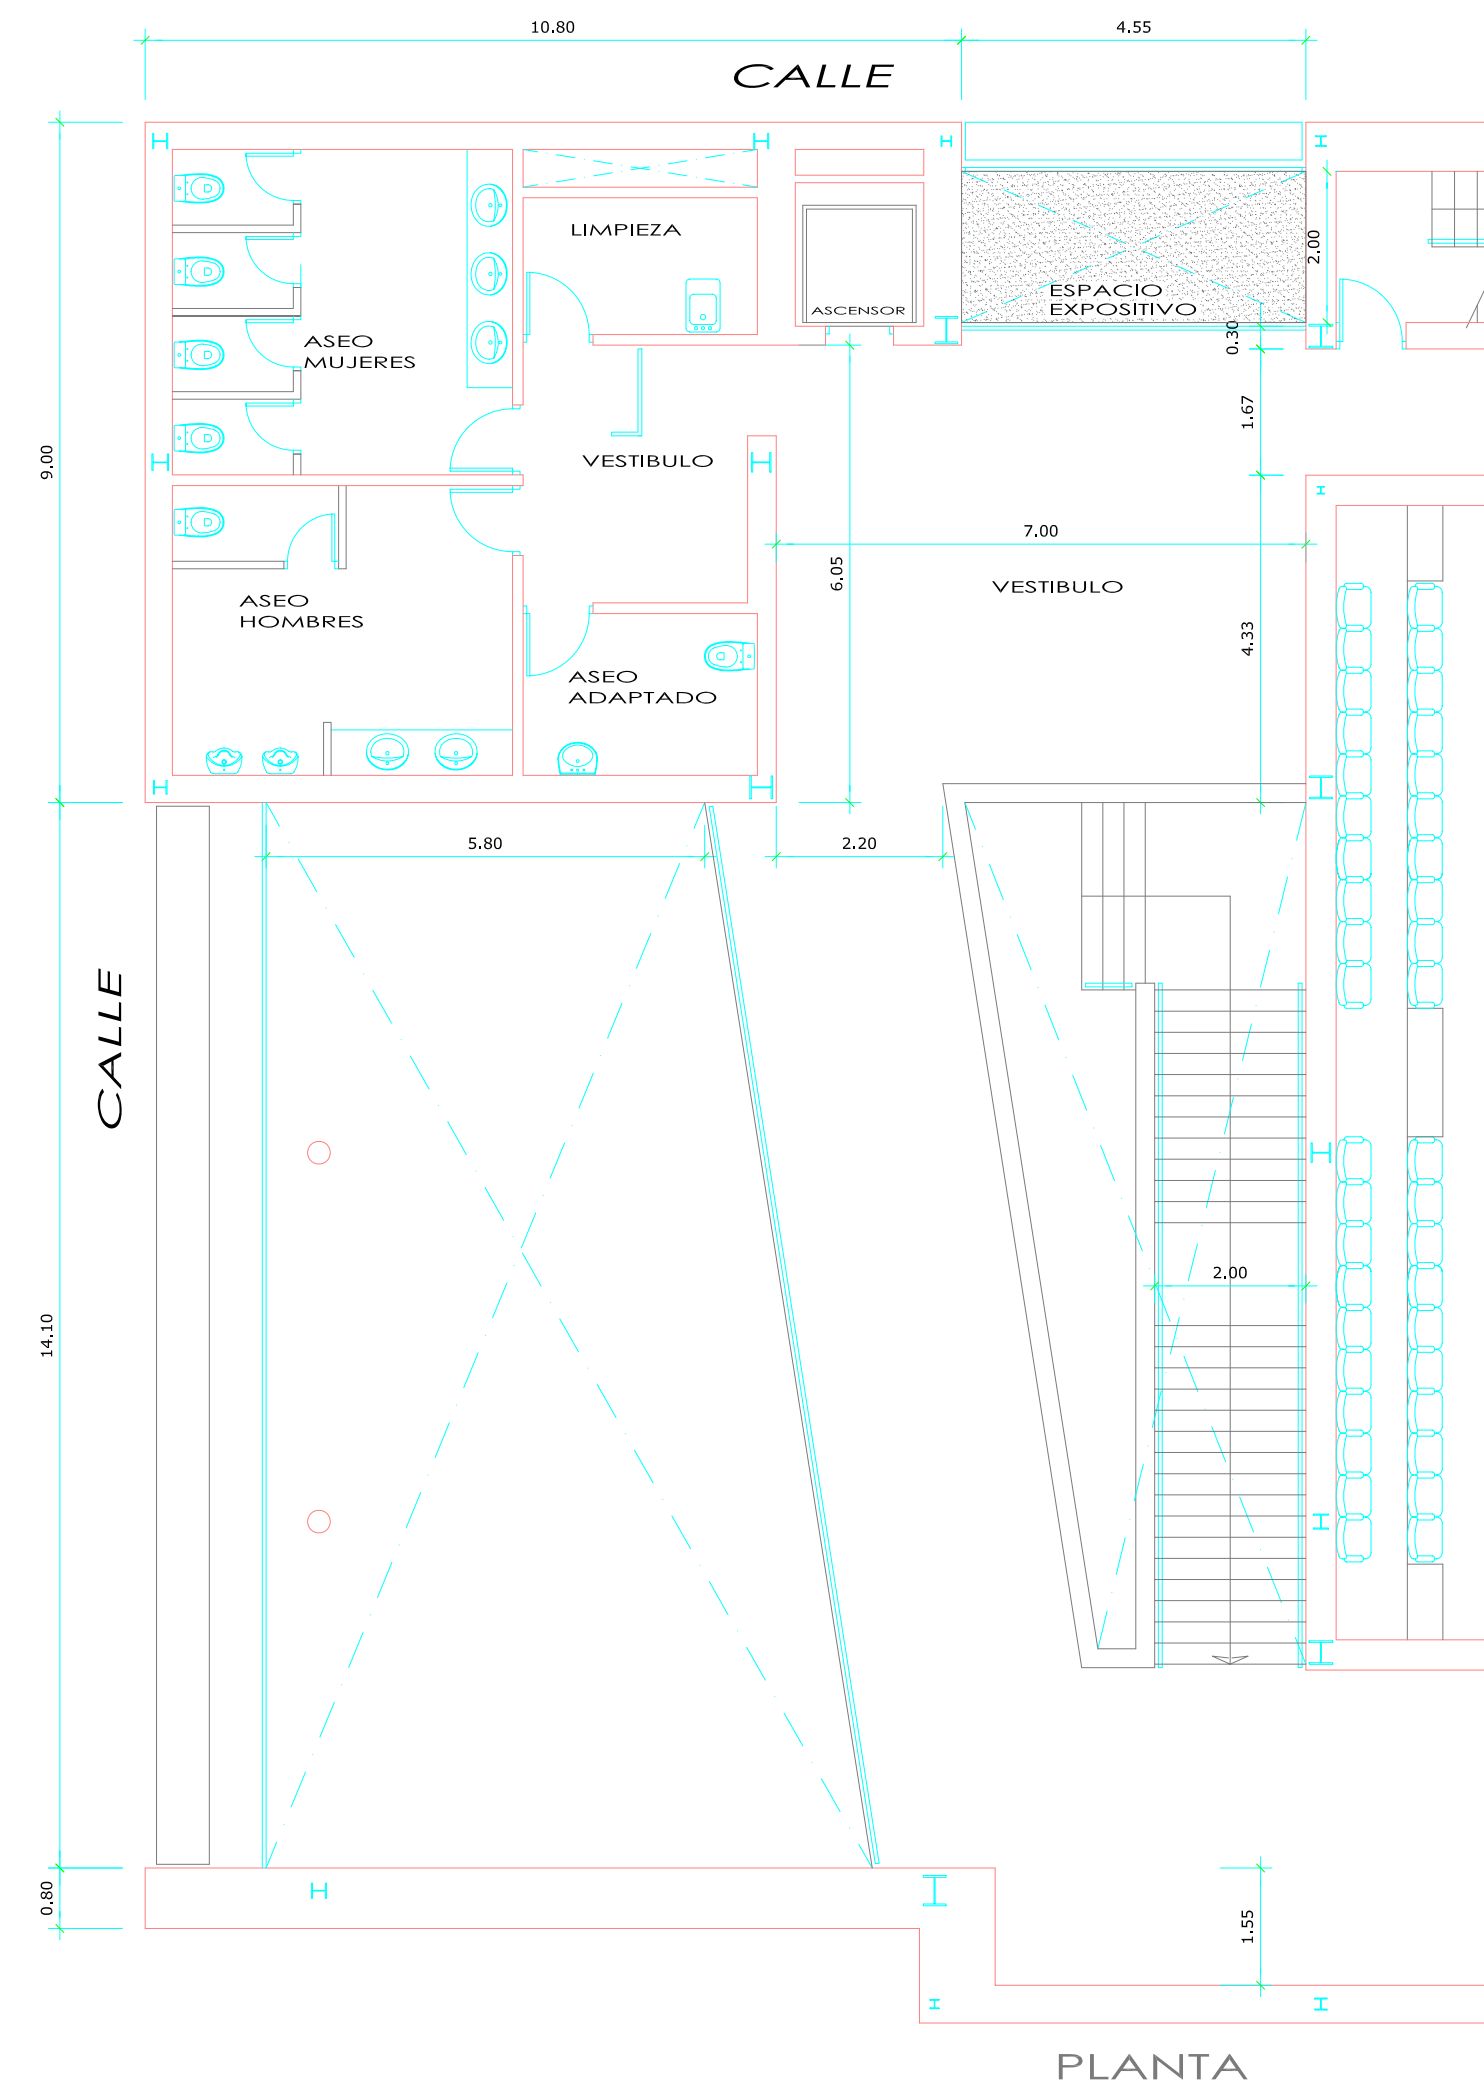 10.80
4.55
CALLE
LIMPIEZA
2.00
ESPACIO
EXPOSITIVO
ASCENSOR
0.30
ASEO
MUJERES
1.67
9.00
VESTIBULO
7.00
6.05
VESTIBULO
ASEO
HOMBRES
4.33
ASEO
ADAPTADO
5.80
2.20
CALLE
2.00
14.10
0.80
1.55
PLANTA